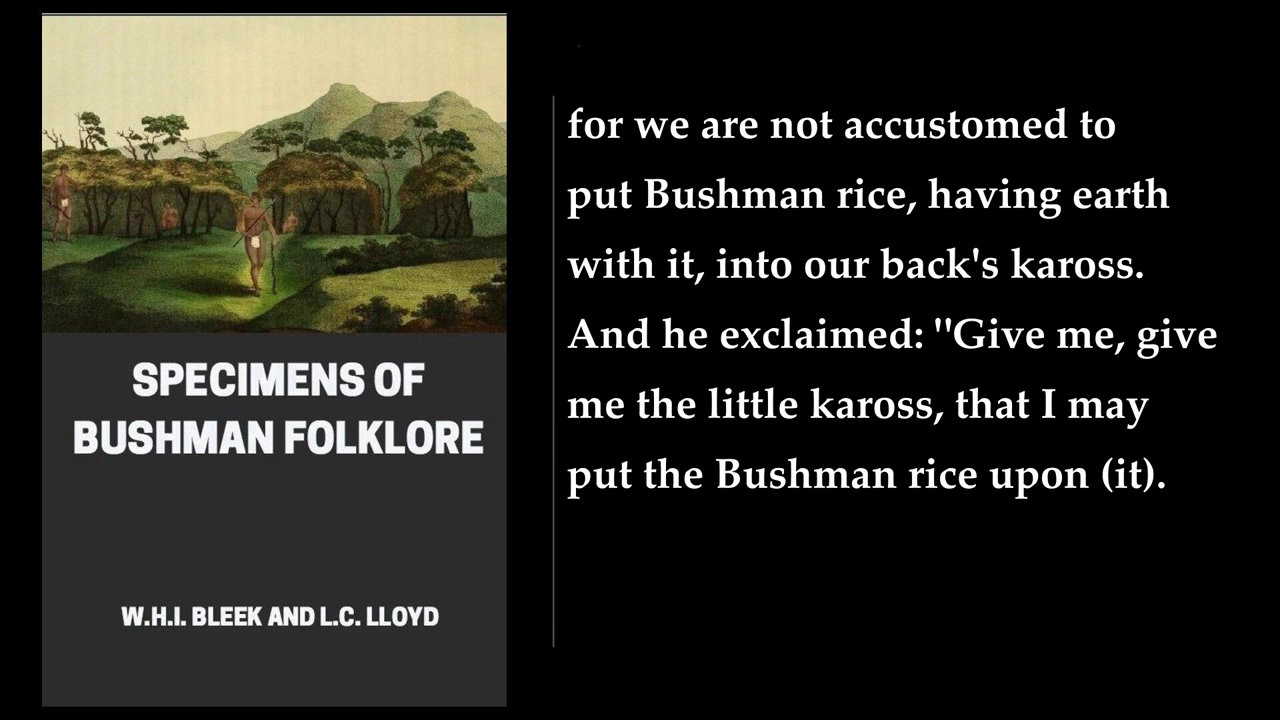 SPECIMENS OF
BUSHMAN FOLKLORE
W.H.I. BLEEK AND L.C. LLOYD
for we are not accustomed to
put Bushman rice, having earth
with it, into our back's kaross.
And he exclaimed: "Give me, give
me the little kaross, that I may
put the Bushman rice upon (it).